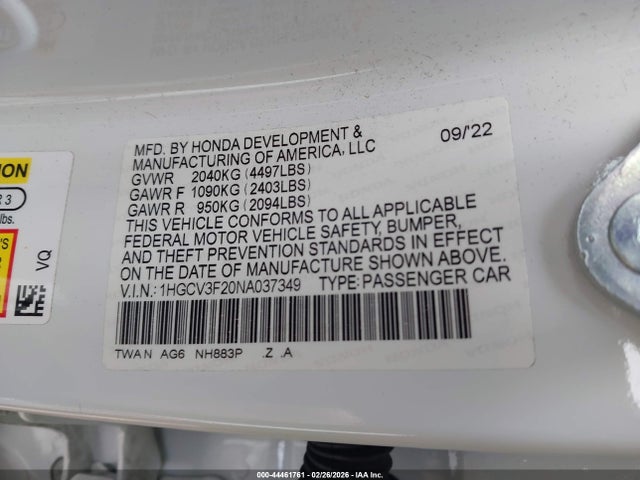 MFD. BY HONDA DEVELOPMENT & 09/'22
MANUFACTURING OF AMERICA, LLC
GVWR 2040KG (4497LBS)
GAWR F 1090KG (2403LBS)
GAWR R 950KG (2094LBS)
THIS VEHICLE CONFORMS TO ALL APPLICABLE
FEDERAL MOTOR VEHICLE SAFETY, BUMPER,
AND THEFT PREVENTION STANDARDS IN EFFECT
ON THE DATE OF MANUFACTURE SHOWN ABOVE.
V.I.N.: 1HGCV3F20NA037349 TYPE: PASSENGER CAR
TWAN AG6 NH883P .Z .A
ION
R 3
lbs.
'S
VQ
000-44461761 - 02/26/2026 - IAA Inc.